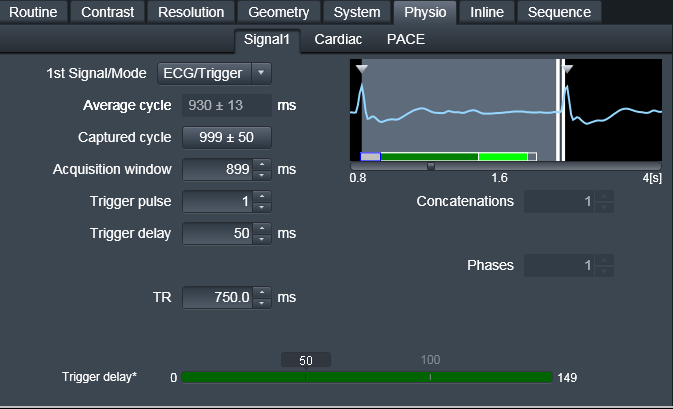 Routine Contrast Resolution Geometry System Physio Inline Sequence
Signal1 Cardiac PACE
1st Signal/Mode ECG/Trigger
Average cycle 930 ± 13 ms
Captured cycle 999 ± 50
Acquisition window 899 ms
0.8 1.6 4[s]
Trigger pulse 1 Concatenations 1
Trigger delay 50 ms
Phases 1
TR 750.0 ms
50 100
Trigger delay* 0 149